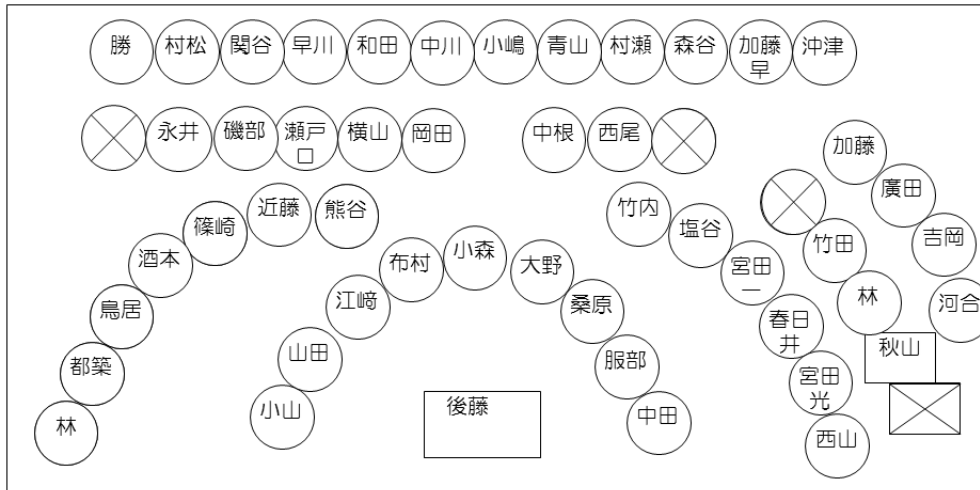 勝 村松 関谷 早川 和田 中川 小嶋 青山 村瀬 森谷 加藤早 沖津
永井 磯部 瀬戸口 横山 岡田 中根 西尾
加藤
廣田
吉岡
河合
竹田
林
秋山
熊谷
近藤
篠崎
酒本
鳥居
都築
林
竹内
塩谷
宮田一
春日井
宮田光
西山
小森
布村
江﨑
山田
小山
大野
桑原
服部
中田
後藤